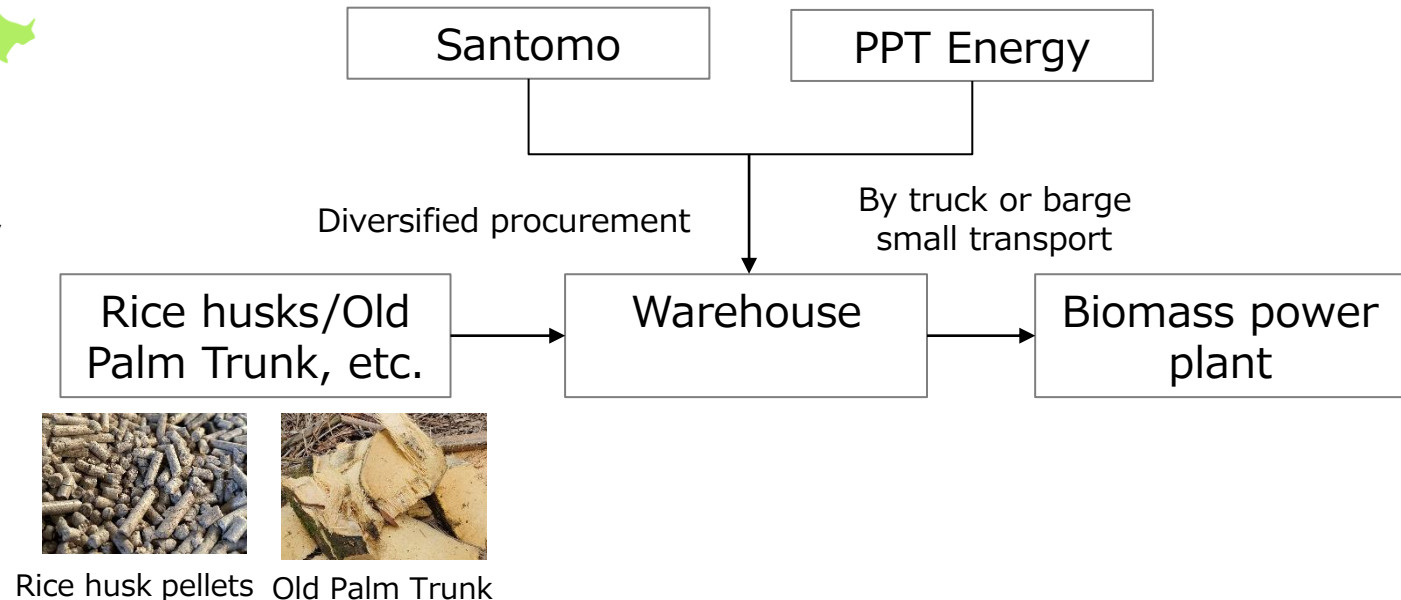 Santomo
PPT Energy
Diversified procurement
By truck or barge
small transport
Rice husks/Old
Palm Trunk, etc.
Warehouse
Biomass power
plant
Rice husk pellets
Old Palm Trunk